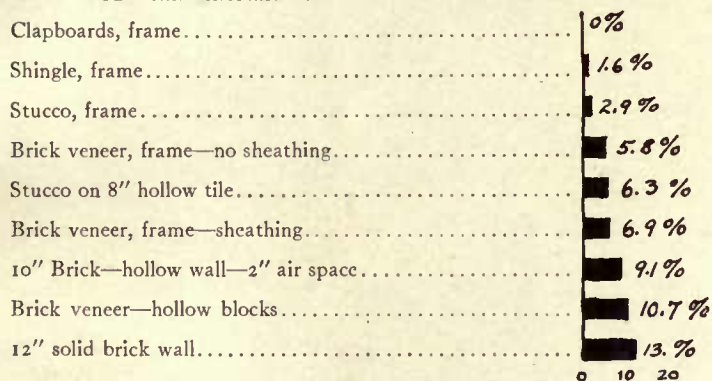 Clapboards, frame........................................ 0%
Shingle, frame........................................ 1.6%
Stucco, frame........................................ 2.9%
Brick veneer, frame—no sheathing........................................ 5.8%
Stucco on 8" hollow tile........................................ 6.3 %
Brick veneer, frame—sheathing........................................ 6.9%
10" Brick—hollow wall—2" air space........................................ 9.1%
Brick veneer—hollow blocks........................................ 10.7 %
12" solid brick wall........................................ 13. %
0 10 20